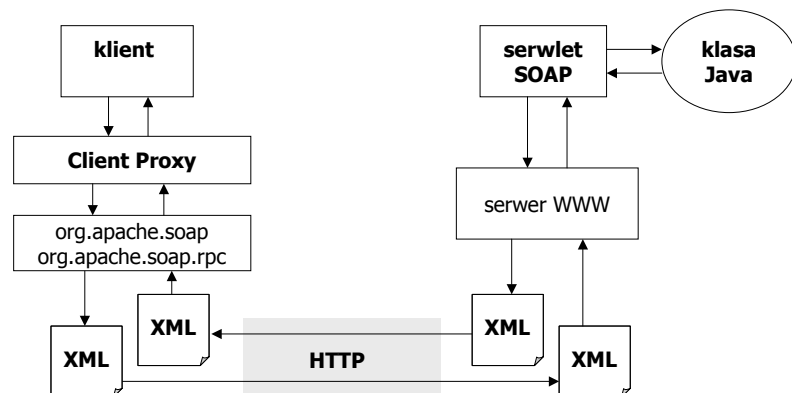 klient
serwlet
SOAP
klasa
Java
Client Proxy
serwer WWW
org.apache.soap
org.apache.soap.rpc
XML
XML
XML
HTTP
XML